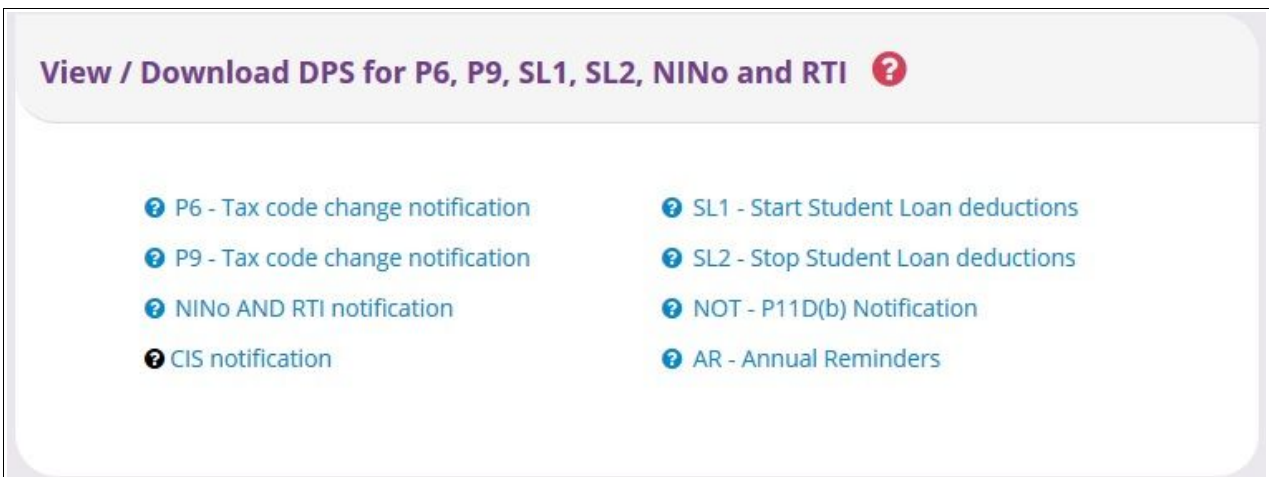 View / Download DPS for P6, P9, SL1, SL2, NINo and RTI ?
? P6 - Tax code change notification
? P9 - Tax code change notification
? NINo AND RTI notification
? CIS notification
? SL1 - Start Student Loan deductions
? SL2 - Stop Student Loan deductions
? NOT - P11D(b) Notification
? AR - Annual Reminders